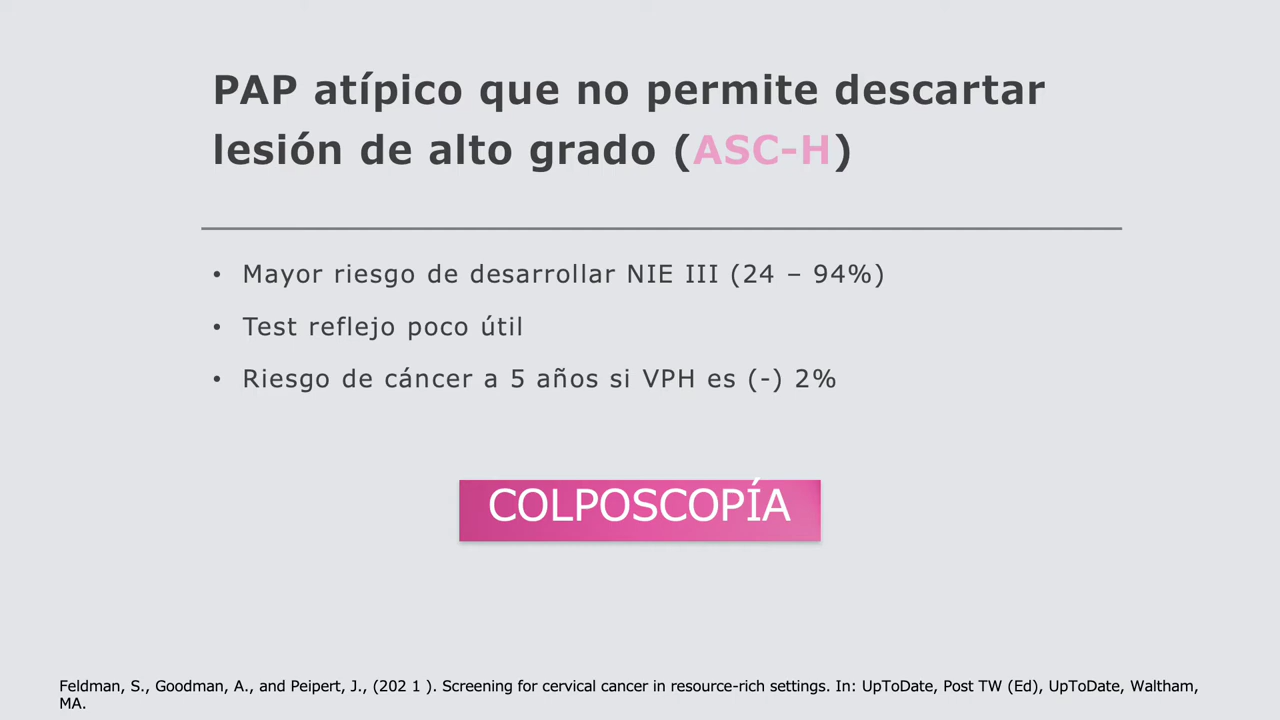 PAP atípico que no permite descartar
lesión de alto grado (ASC-H)
• Mayor riesgo de desarrollar NIE III (24 – 94%)
• Test reflejo poco útil
• Riesgo de cáncer a 5 años si VPH es (-) 2%
COLPOSCOPÍA
Feldman, S., Goodman, A., and Peipert, J., (202 1 ). Screening for cervical cancer in resource-rich settings. In: UpToDate, Post TW (Ed), UpToDate, Waltham,
MA.